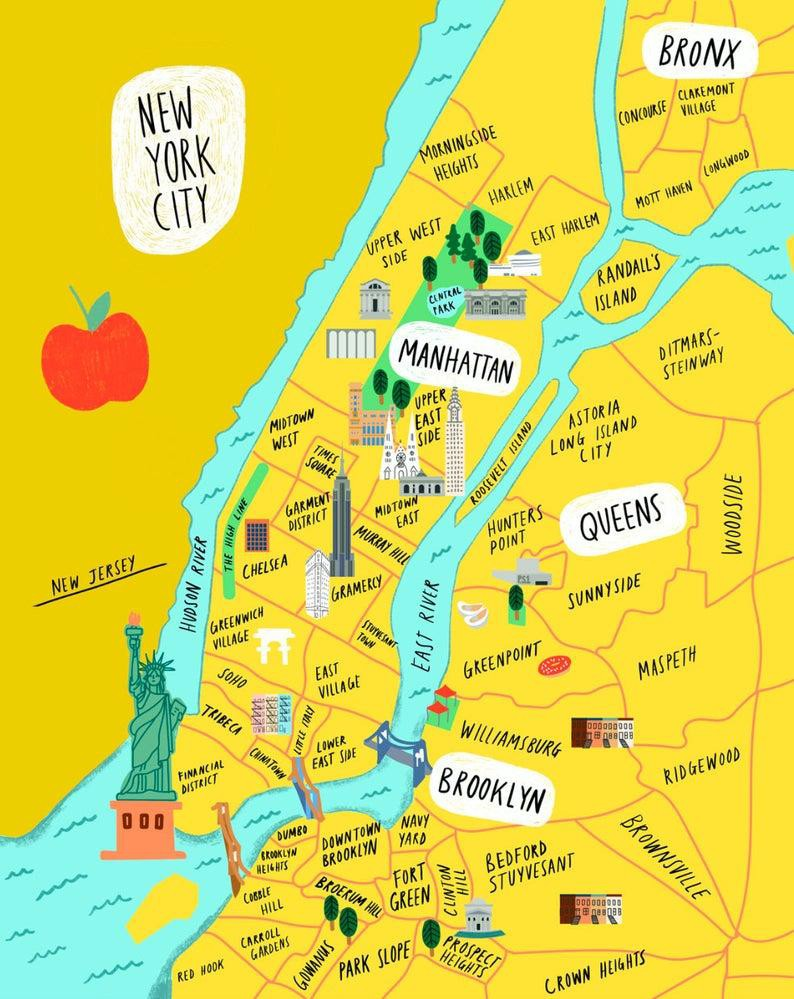 BRONX
NEW
YORK
CITY
CONCOURSE
CLAREMONT
VILLAGE
MORNINGSIDE
HEIGHTS
LONGWOOD
MOTT HAVEN
HARLEM
UPPER WEST
SIDE
EAST HARLEM
RANDALL'S
ISLAND
CENTRAL
PARK
MANHATTAN
DITMARS-
STEINWAY
UPPER
EAST
SIDE
MIDTOWN
WEST
ASTORIA
LONG ISLAND
CITY
TIMES
SQUARE
ROOSEVELT ISLAND
WOODSIDE
GARMENT
DISTRICT
MIDTOWN
EAST
HUNTERS
POINT
QUEENS
THE HIGH LINE
MURRAY HILL
CHELSEA
NEW JERSEY
HUDSON RIVER
GRAMERCY
PS1
SUNNYSIDE
GREENWICH
VILLAGE
STUYVESANT
TOWN
EAST RIVER
GREENPOINT
MASPETH
SOHO
EAST
VILLAGE
TRIBECA
LITTLE ITALY
WILLIAMSBURG
CHINATOWN
LOWER
EAST SIDE
RIDGEWOOD
FINANCIAL
DISTRICT
BROOKLYN
DUMBO
DOWNTOWN
BROOKLYN
NAVY
YARD
BROWNSVILLE
BROOKLYN
HEIGHTS
BEDFORD
STUYVESANT
FORT
GREEN
CLINTON
HILL
COBBLE
HILL
BROERUM HILL
CARROLL
GARDENS
GOWANUS
PARK SLOPE
PROSPECT
HEIGHTS
RED HOOK
CROWN HEIGHTS